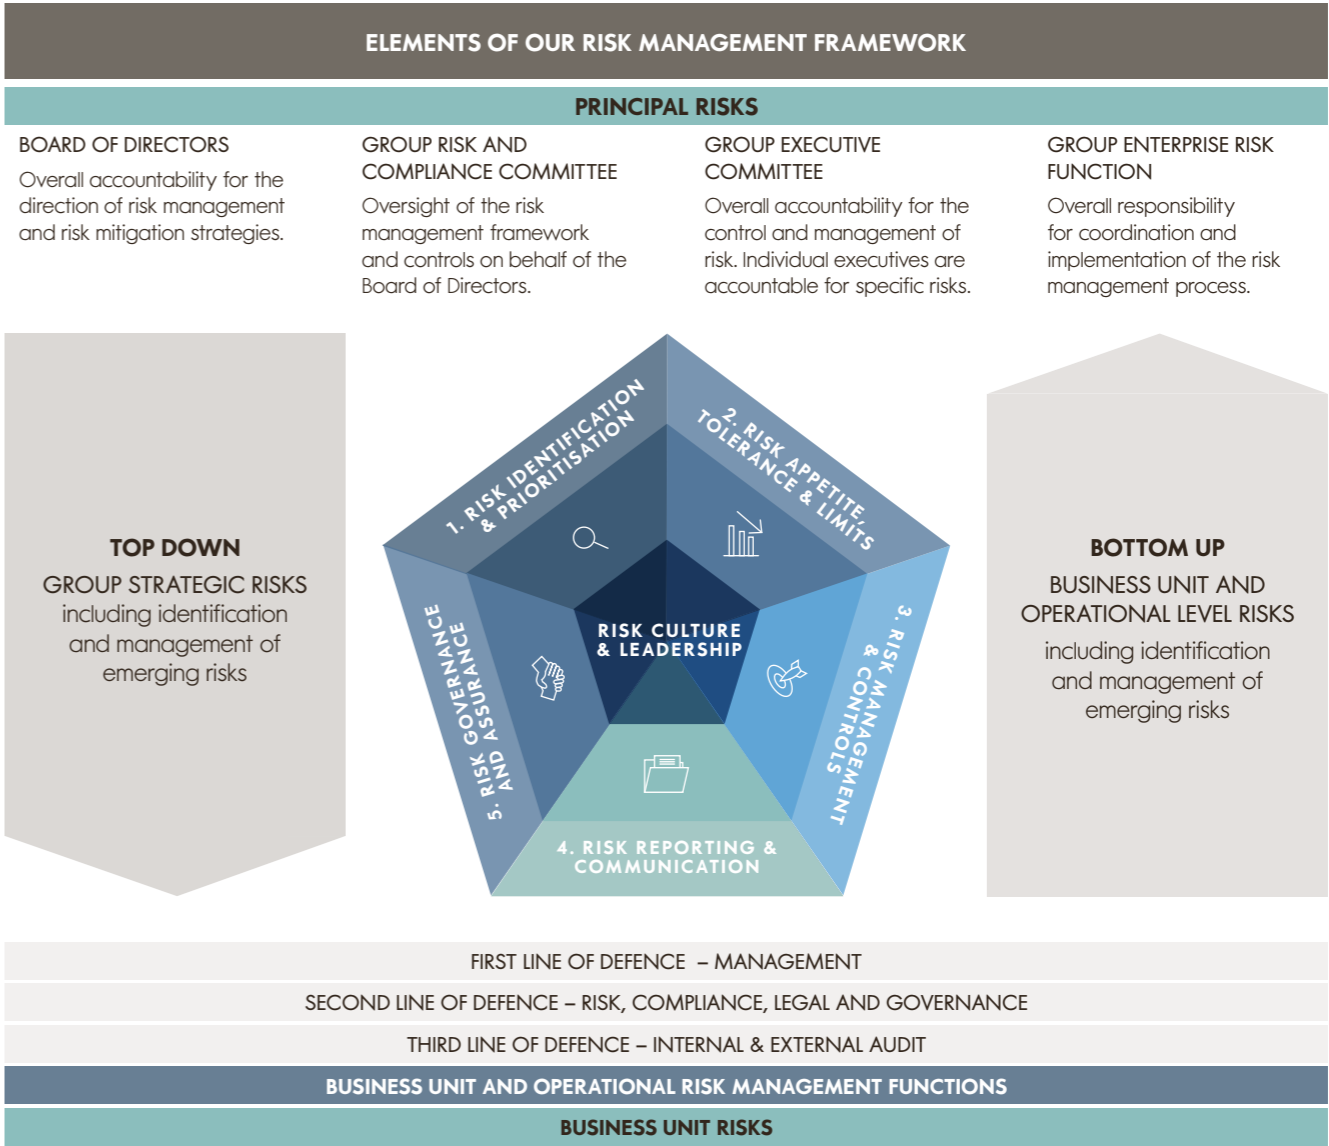 ELEMENTS OF OUR RISK MANAGEMENT FRAMEWORK
PRINCIPAL RISKS
BOARD OF DIRECTORS
Overall accountability for the
direction of risk management
and risk mitigation strategies.
GROUP RISK AND
COMPLIANCE COMMITTEE
Oversight of the risk
management framework
and controls on behalf of the
Board of Directors.
GROUP EXECUTIVE
COMMITTEE
Overall accountability for the
control and management of
risk. Individual executives are
accountable for specific risks.
GROUP ENTERPRISE RISK
FUNCTION
Overall responsibility
for coordination and
implementation of the risk
management process.
TOP DOWN
GROUP STRATEGIC RISKS
including identification
and management of
emerging risks
1. RISK IDENTIFICATION
& PRIORITISATION
2. RISK APPETITE,
TOLERANCE & LIMITS
3. RISK MANAGEMENT
& CONTROLS
4. RISK REPORTING &
COMMUNICATION
5. RISK GOVERNANCE
AND ASSURANCE
RISK CULTURE
& LEADERSHIP
BOTTOM UP
BUSINESS UNIT AND
OPERATIONAL LEVEL RISKS
including identification
and management of
emerging risks
FIRST LINE OF DEFENCE – MANAGEMENT
SECOND LINE OF DEFENCE – RISK, COMPLIANCE, LEGAL AND GOVERNANCE
THIRD LINE OF DEFENCE – INTERNAL & EXTERNAL AUDIT
BUSINESS UNIT AND OPERATIONAL RISK MANAGEMENT FUNCTIONS
BUSINESS UNIT RISKS